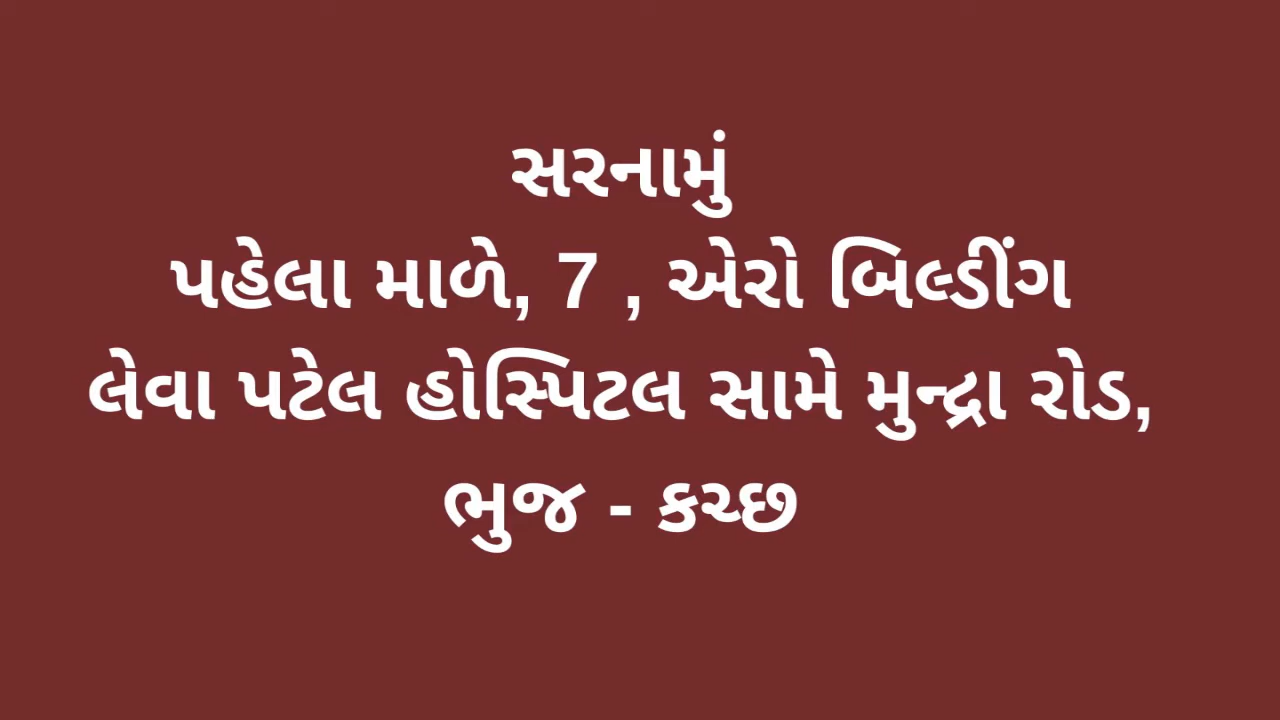 સરનામું
પહેલા માળે, 7 , એરો બિલ્ડીંગ
લેવા પટેલ હોસ્પિટલ સામે મુન્દ્રા રોડ,
ભુજ - કચ્છ